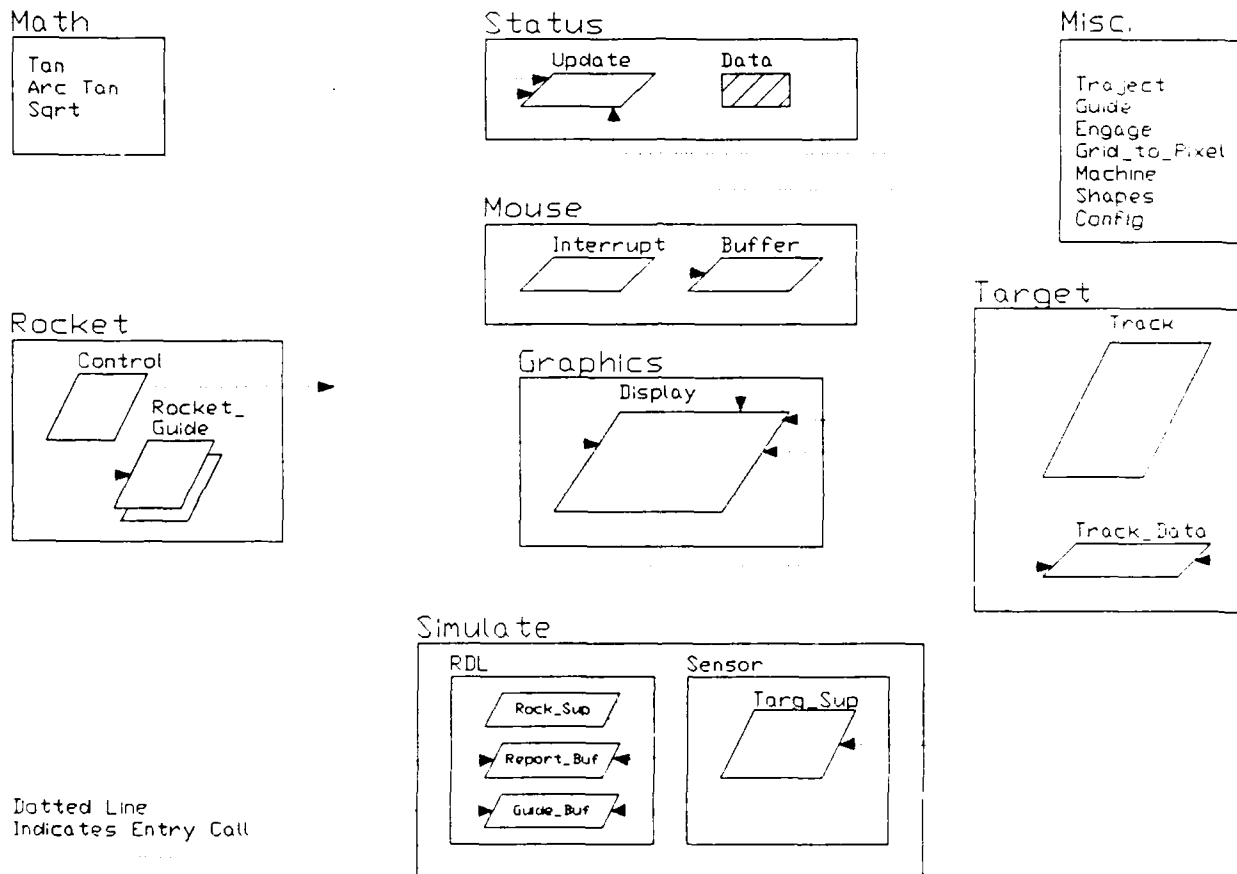 Math
Tan
Arc Tan
Sqrt
Status
Update
Data
Misc.
Traject
Guide
Engage
Grid_to_Pixel
Machine
Shapes
Config
Mouse
Interrupt
Buffer
Rocket
Control
Rocket_
Guide
Graphics
Display
Target
Track
Track_Data
Simulate
RDL
Rock_Sup
Report_Buf
Guide_Buf
Sensor
Targ_Sup
Dotted Line
Indicates Entry Call